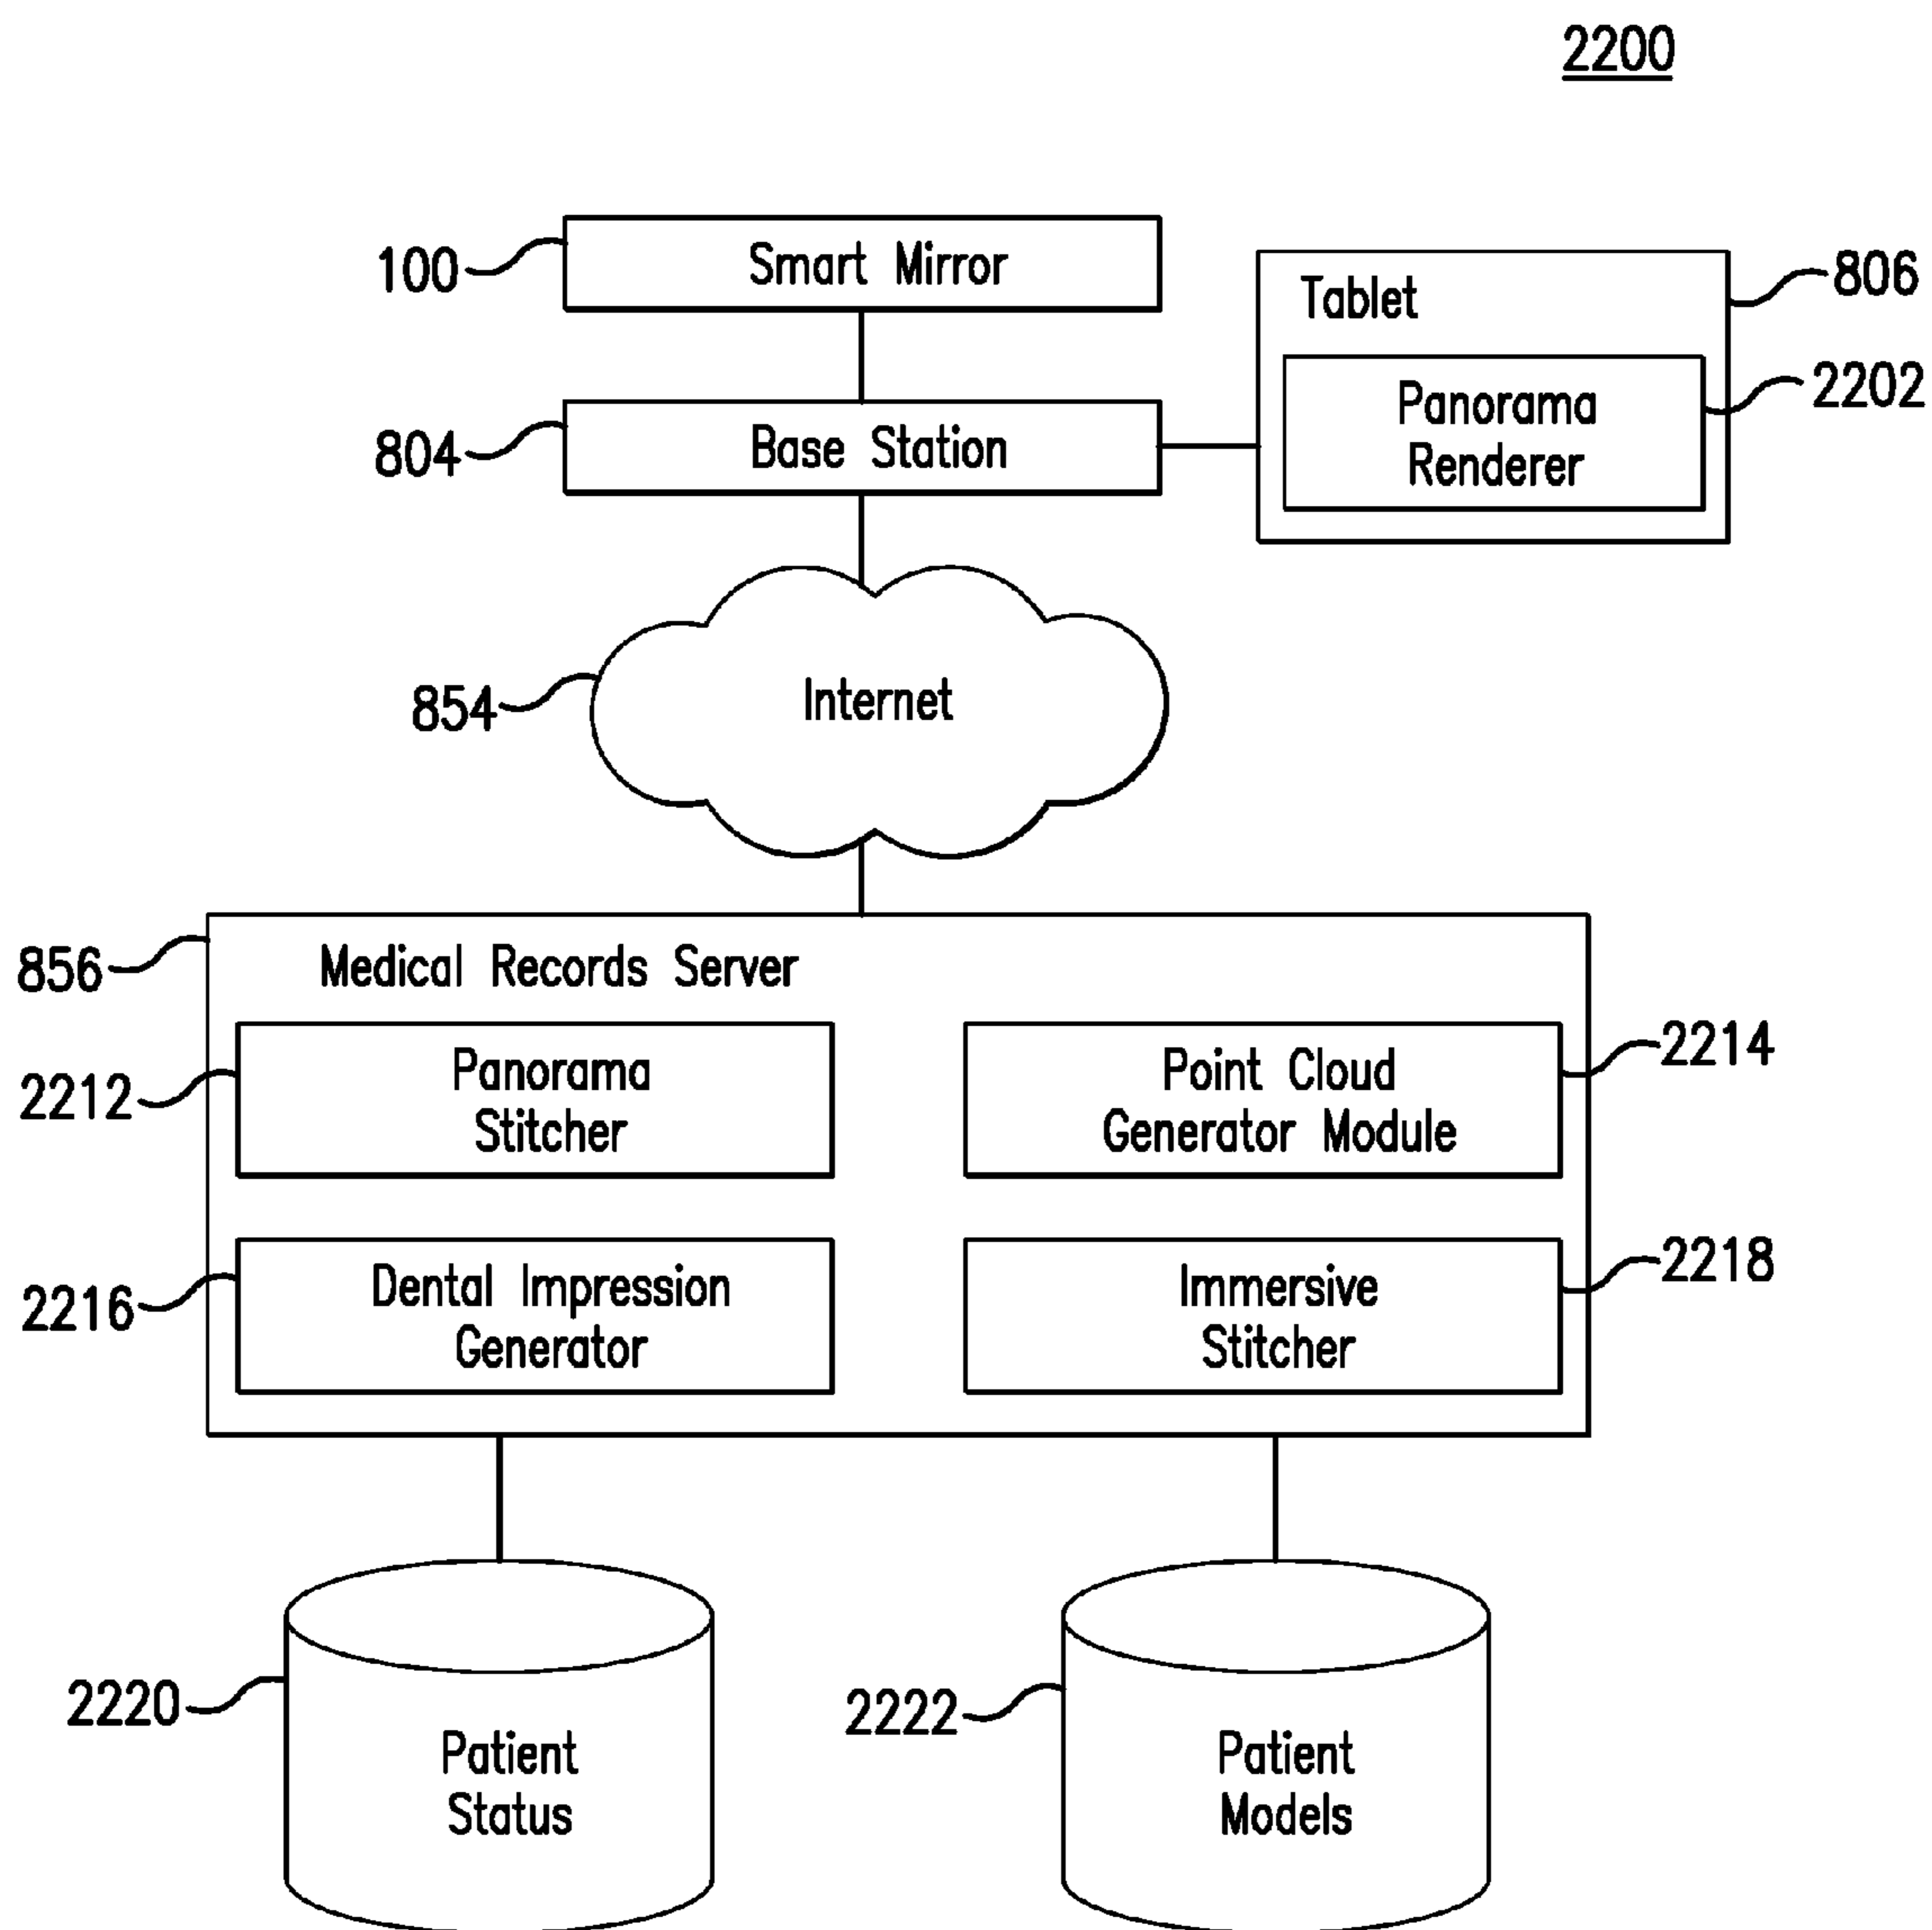 2200
100
Smart Mirror
Tablet
806
Panorama
Renderer
2202
804
Base Station
854
Internet
856
Medical Records Server
2212
Panorama
Stitcher
Point Cloud
Generator Module
2214
2216
Dental Impression
Generator
Immersive
Stitcher
2218
2220
Patient
Status
2222
Patient
Models